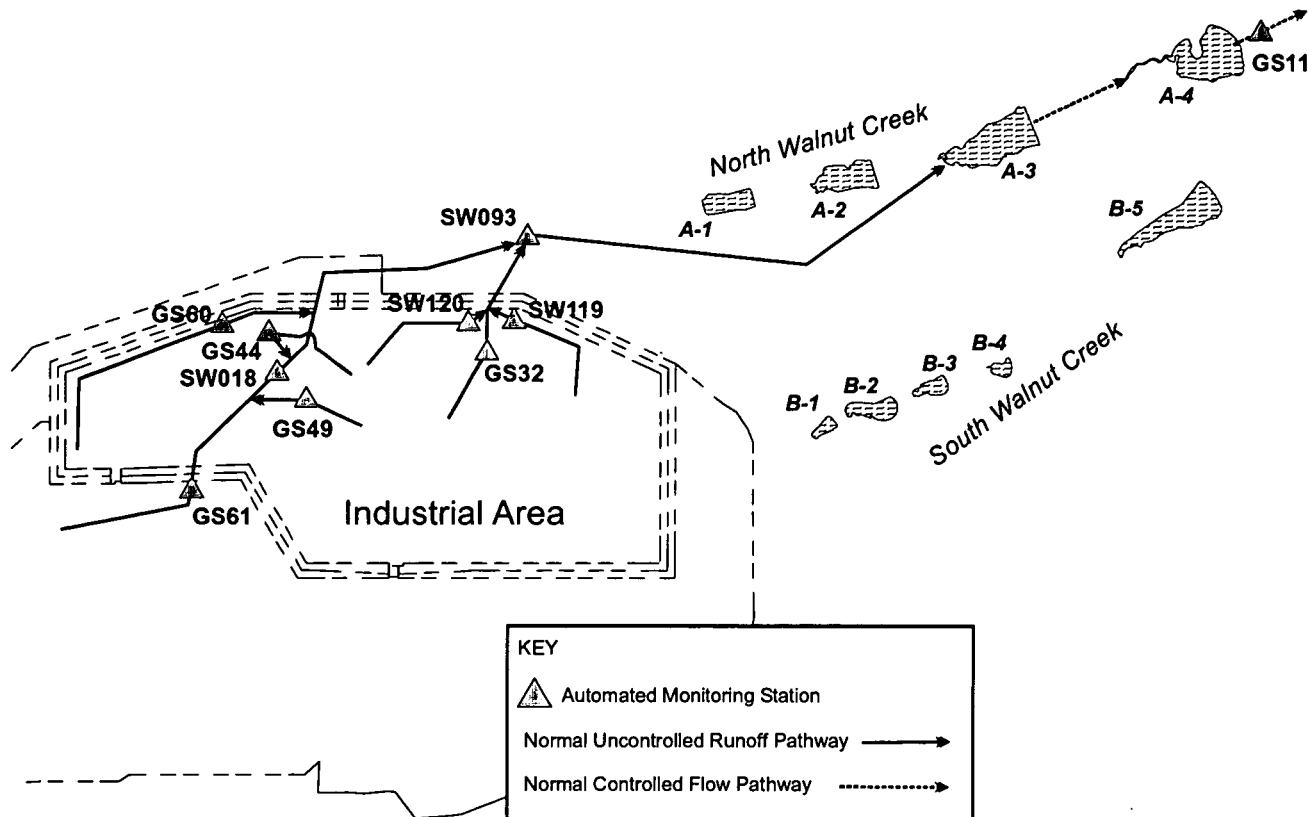 GS11
A-4
North Walnut Creek
A-3
A-2
A-1
B-5
SW093
GS60
SW120
SW119
GS44
GS32
SW018
GS49
B-4
B-3
B-2
B-1
South Walnut Creek
GS61
Industrial Area
KEY
Automated Monitoring Station
Normal Uncontrolled Runoff Pathway
Normal Controlled Flow Pathway